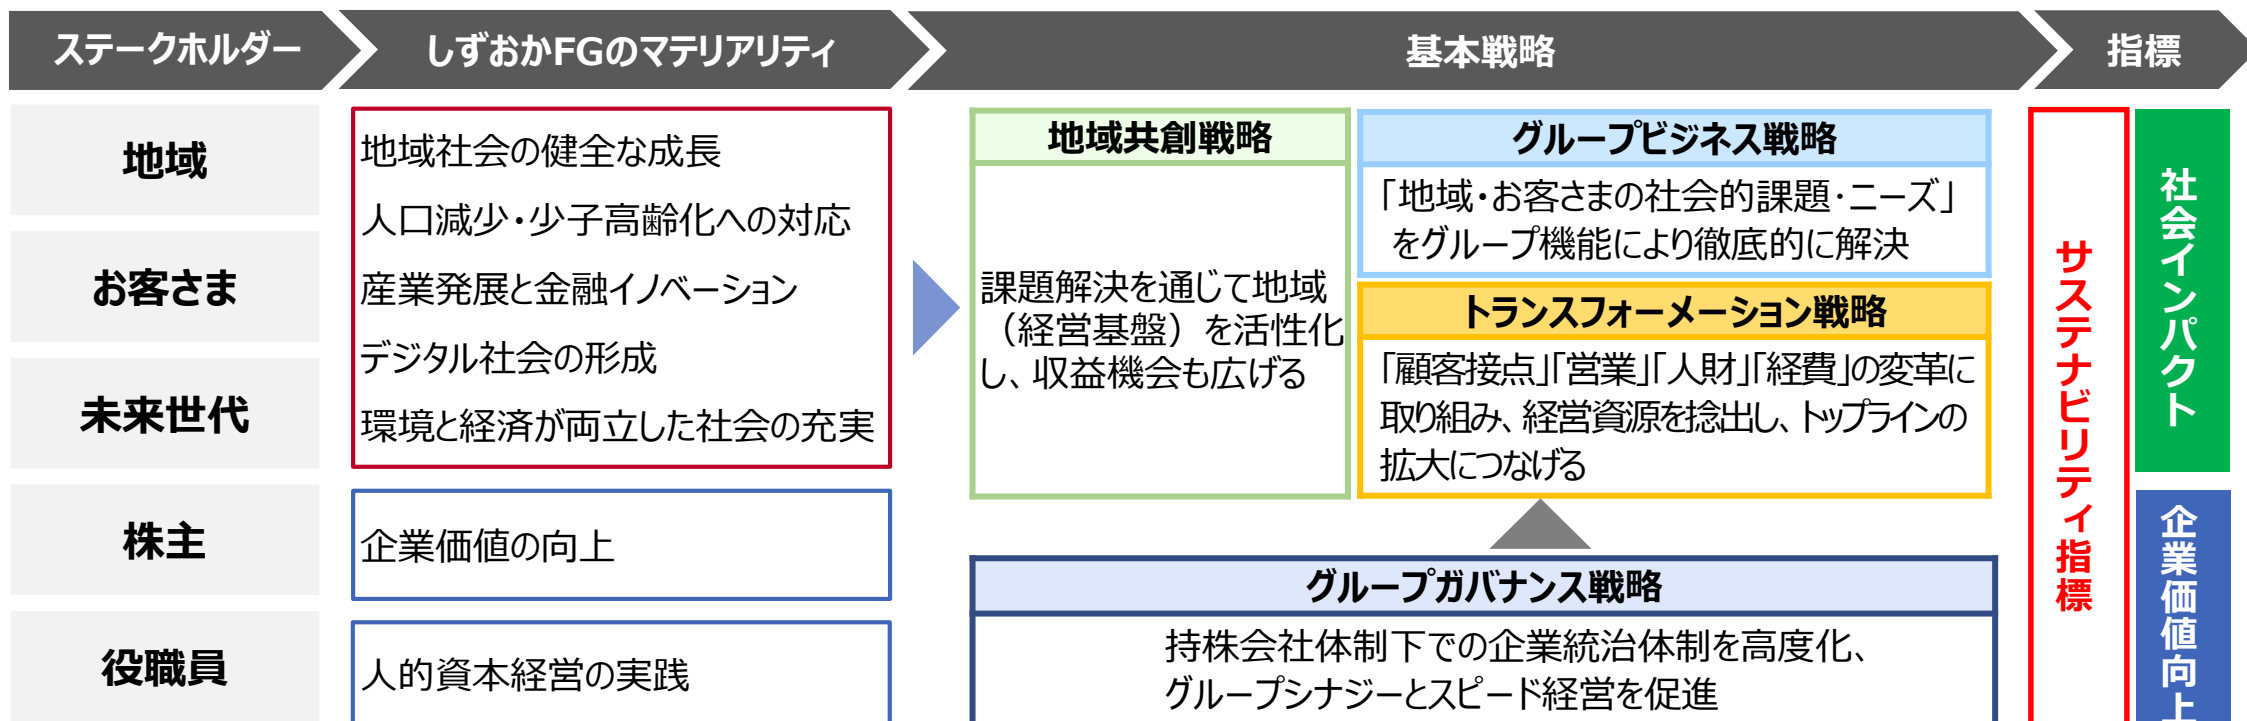 ステークホルダー
しずおかFGのマテリアリティ
基本戦略
指標
地域
お客さま
未来世代
株主
役職員
地域社会の健全な成長
人口減少・少子高齢化への対応
産業発展と金融イノベーション
デジタル社会の形成
環境と経済が両立した社会の充実
企業価値の向上
人的資本経営の実践
地域共創戦略
課題解決を通じて地域
（経営基盤）を活性化
し、収益機会も広げる
グループビジネス戦略
「地域・お客さまの社会的課題・ニーズ」
をグループ機能により徹底的に解決
トランスフォーメーション戦略
「顧客接点」「営業」「人財」「経費」の変革に
取り組み、経営資源を捻出し、トップラインの
拡大につなげる
グループガバナンス戦略
持株会社体制下での企業統治体制を高度化、
グループシナジーとスピード経営を促進
サステナビリティ指標
社会インパクト
企業価値向上